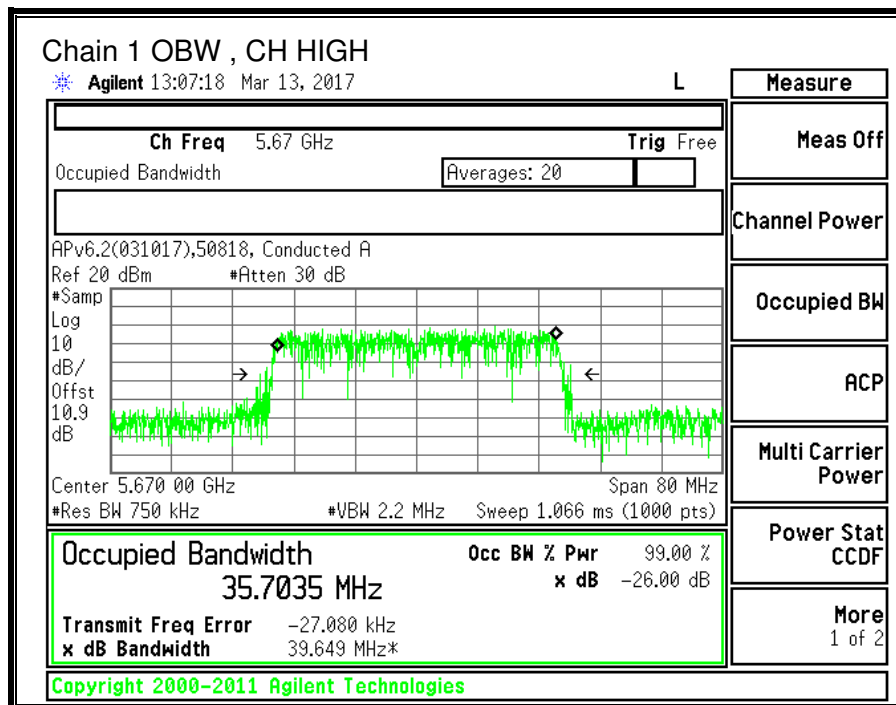 Chain 1 OBW , CH HIGH
Agilent 13:07:18 Mar 13, 2017 L
Ch Freq 5.67 GHz Trig Free
Occupied Bandwidth Averages: 20
APv6.2(031017),50818, Conducted A
Ref 20 dBm #Atten 30 dB
#Samp
Log
10
dB/
Offst
10.9
dB
Center 5.670 00 GHz Span 80 MHz
#Res BW 750 kHz #VBW 2.2 MHz Sweep 1.066 ms (1000 pts)
Occupied Bandwidth Occ BW % Pwr 99.00 %
35.7035 MHz x dB -26.00 dB
Transmit Freq Error -27.080 kHz
x dB Bandwidth 39.649 MHz*
Copyright 2000-2011 Agilent Technologies
Measure
Meas Off
Channel Power
Occupied BW
ACP
Multi Carrier
Power
Power Stat
CCDF
More
1 of 2